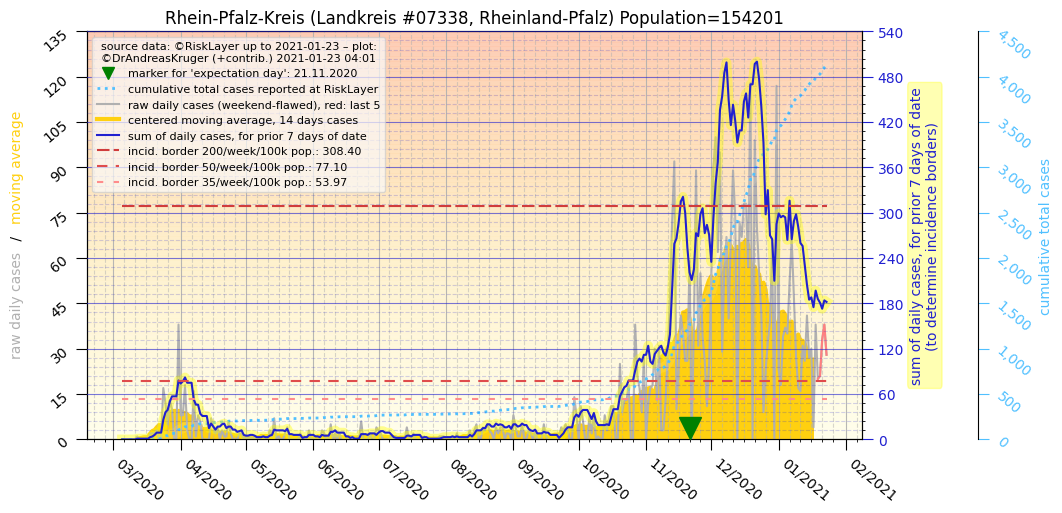 Rhein-Pfalz-Kreis (Landkreis #07338, Rheinland-Pfalz) Population=154201
source data: ©RiskLayer up to 2021-01-23 – plot:
©DrAndreasKruger (+contrib.) 2021-01-23 04:01
marker for 'expectation day': 21.11.2020
cumulative total cases reported at RiskLayer
raw daily cases (weekend-flawed), red: last 5
centered moving average, 14 days cases
sum of daily cases, for prior 7 days of date
incid. border 200/week/100k pop.: 308.40
incid. border 50/week/100k pop.: 77.10
incid. border 35/week/100k pop.: 53.97
raw daily cases / moving average
135
120
105
90
75
60
45
30
15
0
03/2020
04/2020
05/2020
06/2020
07/2020
08/2020
09/2020
10/2020
11/2020
12/2020
01/2021
02/2021
540
480
420
360
300
240
180
120
60
0
sum of daily cases, for prior 7 days of date
(to determine incidence borders)
4,500
4,000
3,500
3,000
2,500
2,000
1,500
1,000
500
0
cumulative total cases